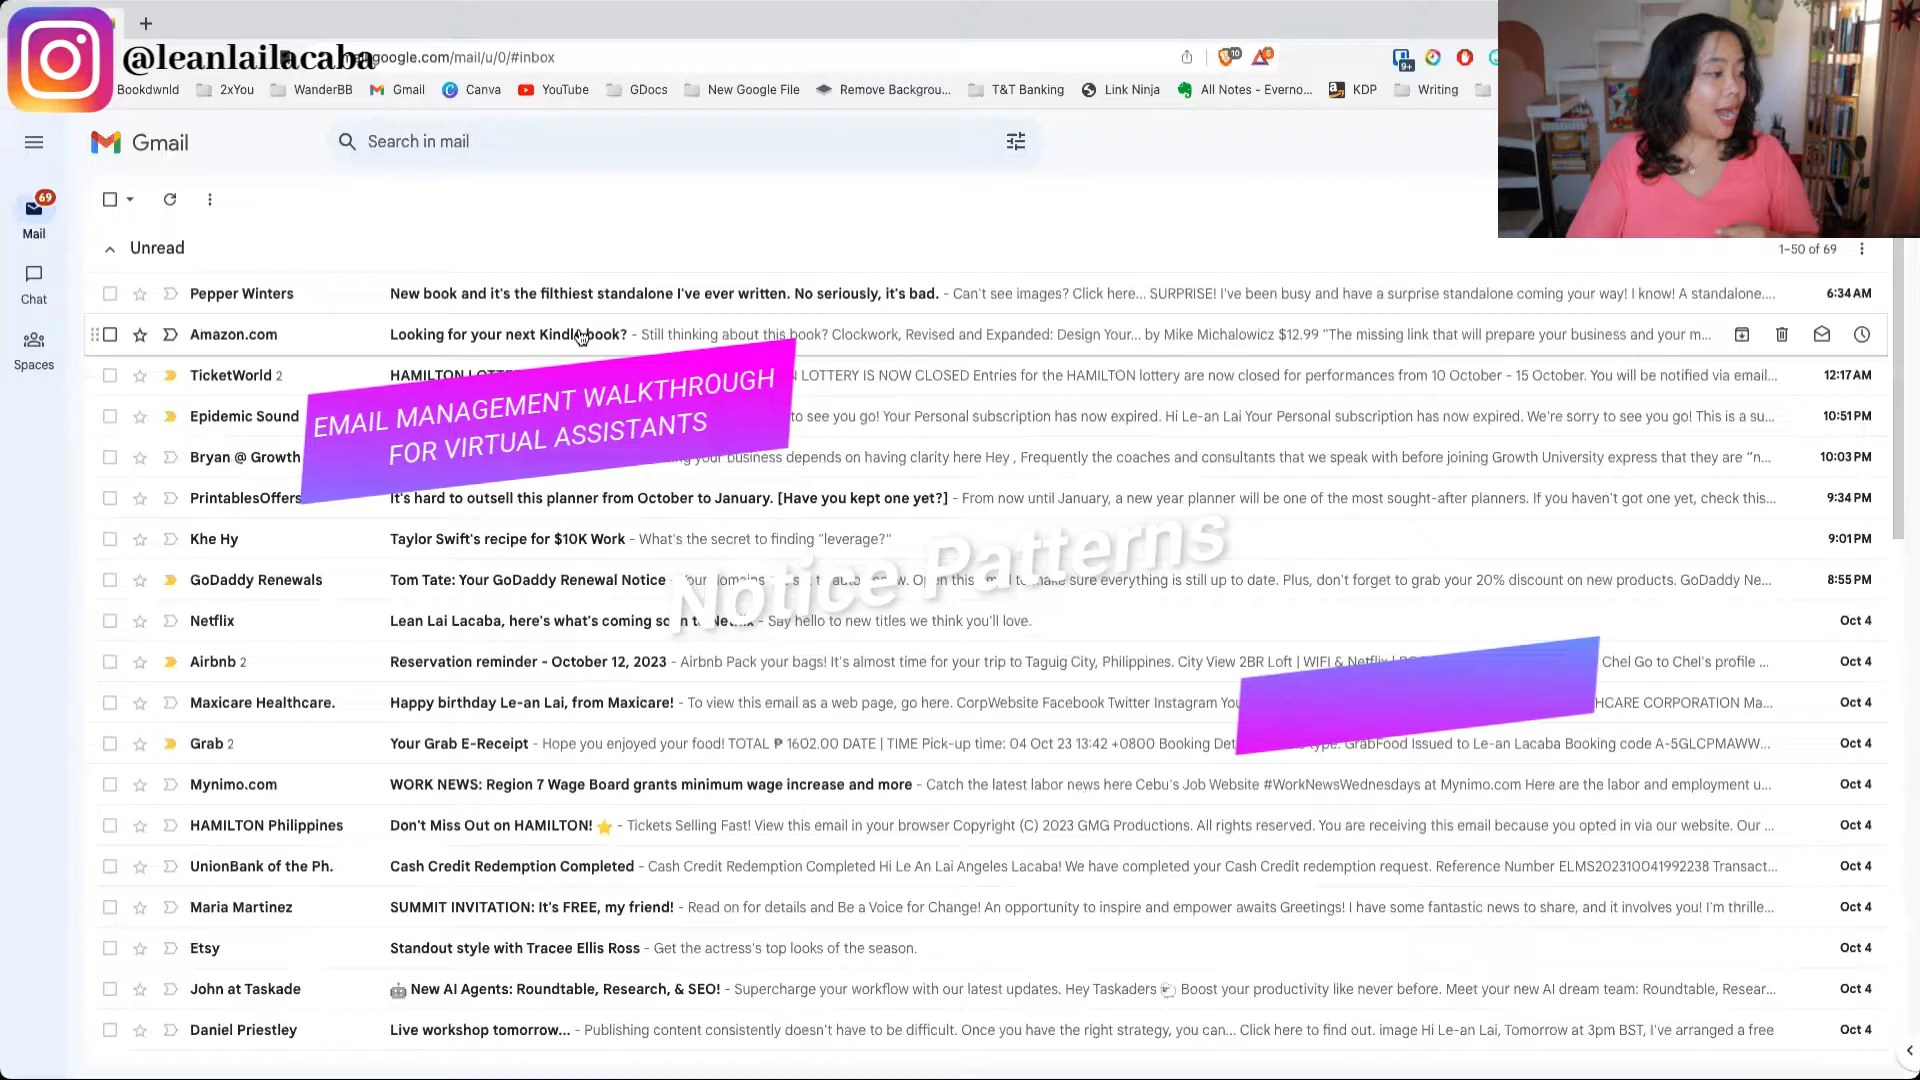 @leanlailacaba
google.com/mail/u/0/#inbox
10
9+
Bookdwnld 2xYou WanderBB Gmail Canva YouTube GDocs New Google File Remove Backgrou... T&T Banking Link Ninja All Notes - Everno... KDP Writing
Gmail
Search in mail
69
Mail
Chat
Spaces
Unread
1–50 of 69
Pepper Winters New book and it's the filthiest standalone I've ever written. No seriously, it's bad. - Can't see images? Click here... SURPRISE! I've been busy and have a surprise standalone coming your way! I know! A standalone.... 6:34 AM
Amazon.com Looking for your next Kindle book? - Still thinking about this book? Clockwork, Revised and Expanded: Design Your... by Mike Michalowicz $12.99 "The missing link that will prepare your business and your m...
TicketWorld 2 HAMILTON LOTTERY IS NOW CLOSED Entries for the HAMILTON lottery are now closed for performances from 10 October - 15 October. You will be notified via email... 12:17 AM
EMAIL MANAGEMENT WALKTHROUGH
FOR VIRTUAL ASSISTANTS
Epidemic Sound to see you go! Your Personal subscription has now expired. Hi Le-an Lai Your Personal subscription has now expired. We're sorry to see you go! This is a su... 10:51 PM
Bryan @ Growth your business depends on having clarity here Hey , Frequently the coaches and consultants that we speak with before joining Growth University express that they are "n... 10:03 PM
PrintablesOffers It's hard to outsell this planner from October to January. [Have you kept one yet?] - From now until January, a new year planner will be one of the most sought-after planners. If you haven't got one yet, check this... 9:34 PM
Khe Hy Taylor Swift's recipe for $10K Work - What's the secret to finding "leverage?" 9:01 PM
Notice Patterns
GoDaddy Renewals Tom Tate: Your GoDaddy Renewal Notice - Your domains Open this email to make sure everything is still up to date. Plus, don't forget to grab your 20% discount on new products. GoDaddy Ne... 8:55 PM
Netflix Lean Lai Lacaba, here's what's coming soon to Netflix - Say hello to new titles we think you'll love. Oct 4
Airbnb 2 Reservation reminder - October 12, 2023 - Airbnb Pack your bags! It's almost time for your trip to Taguig City, Philippines. City View 2BR Loft | WIFI & Netflix | Chel Go to Chel's profile ... Oct 4
Maxicare Healthcare. Happy birthday Le-an Lai, from Maxicare! - To view this email as a web page, go here. CorpWebsite Facebook Twitter Instagram HCARE CORPORATION Ma... Oct 4
Grab 2 Your Grab E-Receipt - Hope you enjoyed your food! TOTAL ₱ 1602.00 DATE | TIME Pick-up time: 04 Oct 23 13:42 +0800 Booking type: GrabFood Issued to Le-an Lacaba Booking code A-5GLCPMAWW... Oct 4
Mynimo.com WORK NEWS: Region 7 Wage Board grants minimum wage increase and more - Catch the latest labor news here Cebu's Job Website #WorkNewsWednesdays at Mynimo.com Here are the labor and employment u... Oct 4
HAMILTON Philippines Don't Miss Out on HAMILTON! ⭐ - Tickets Selling Fast! View this email in your browser Copyright (C) 2023 GMG Productions. All rights reserved. You are receiving this email because you opted in via our website. Our ... Oct 4
UnionBank of the Ph. Cash Credit Redemption Completed - Cash Credit Redemption Completed Hi Le An Lai Angeles Lacaba! We have completed your Cash Credit redemption request. Reference Number ELMS202310041992238 Transact... Oct 4
Maria Martinez SUMMIT INVITATION: It's FREE, my friend! - Read on for details and Be a Voice for Change! An opportunity to inspire and empower awaits Greetings! I have some fantastic news to share, and it involves you! I'm thrille... Oct 4
Etsy Standout style with Tracee Ellis Ross - Get the actress's top looks of the season. Oct 4
John at Taskade 🤖 New AI Agents: Roundtable, Research, & SEO! - Supercharge your workflow with our latest updates. Hey Taskaders Boost your productivity like never before. Meet your new AI dream team: Roundtable, Resear... Oct 4
Daniel Priestley Live workshop tomorrow... - Publishing content consistently doesn't have to be difficult. Once you have the right strategy, you can... Click here to find out. image Hi Le-an Lai, Tomorrow at 3pm BST, I've arranged a free Oct 4